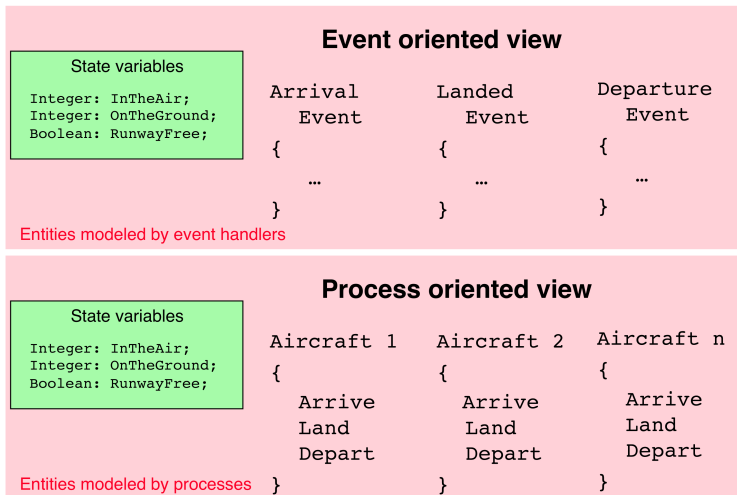 Event oriented view
State variables
Integer: InTheAir;
Integer: OnTheGround;
Boolean: RunwayFree;
Arrival
Event
{
…
}
Landed
Event
{
…
}
Departure
Event
{
…
}
Entities modeled by event handlers
Process oriented view
State variables
Integer: InTheAir;
Integer: OnTheGround;
Boolean: RunwayFree;
Aircraft 1
{
Arrive
Land
Depart
}
Aircraft 2
{
Arrive
Land
Depart
}
Aircraft n
{
Arrive
Land
Depart
}
Entities modeled by processes